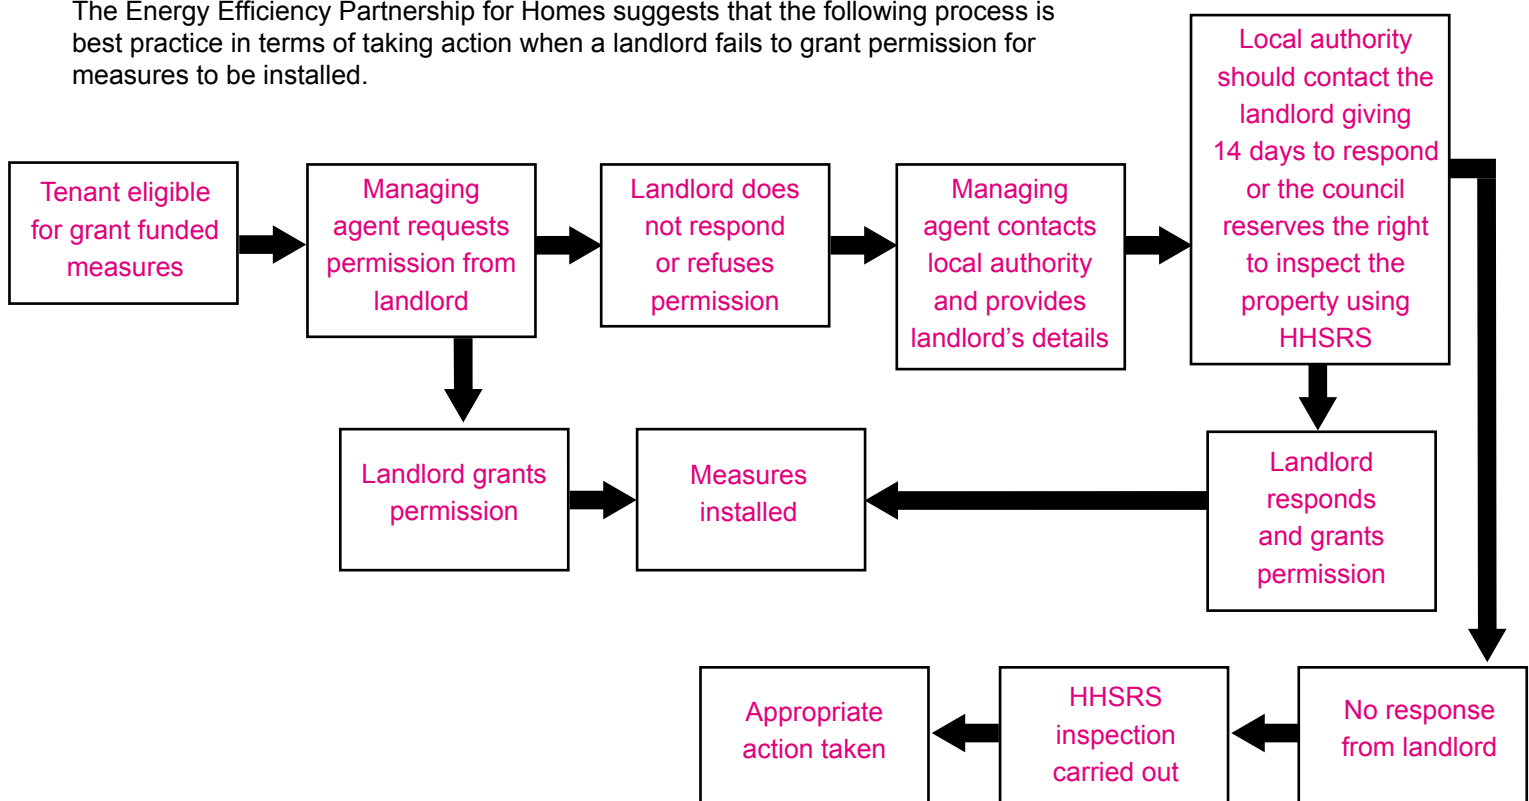 The Energy Efficiency Partnership for Homes suggests that the following process is
best practice in terms of taking action when a landlord fails to grant permission for
measures to be installed.
Tenant eligible
for grant funded
measures
Managing
agent requests
permission from
landlord
Landlord does
not respond
or refuses
permission
Managing
agent contacts
local authority
and provides
landlord’s details
Local authority
should contact the
landlord giving
14 days to respond
or the council
reserves the right
to inspect the
property using
HHSRS
Landlord grants
permission
Measures
installed
Landlord
responds
and grants
permission
Appropriate
action taken
HHSRS
inspection
carried out
No response
from landlord